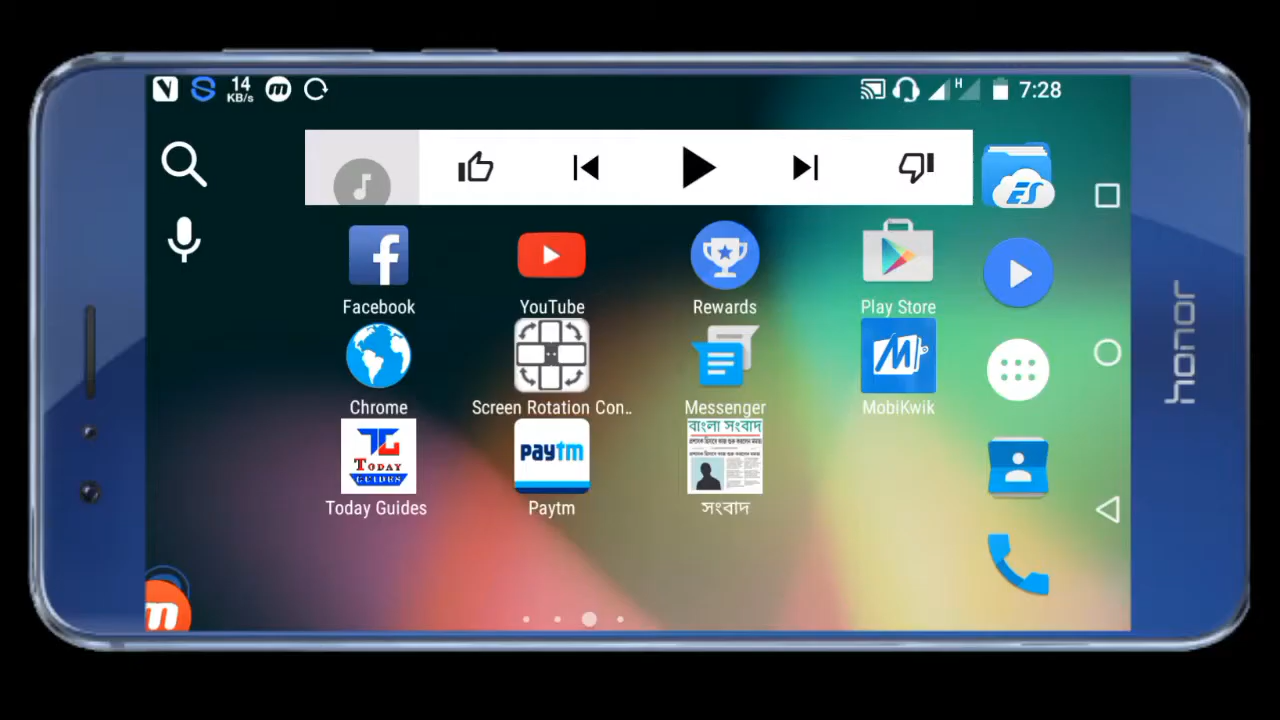 14
KB/s
H
7:28
ES
Facebook
YouTube
Rewards
Play Store
Chrome
Screen Rotation Con..
Messenger
MobiKwik
TG
TODAY
GUIDES
paytm
বাংলা সংবাদ
Today Guides
Paytm
সংবাদ
m
honor